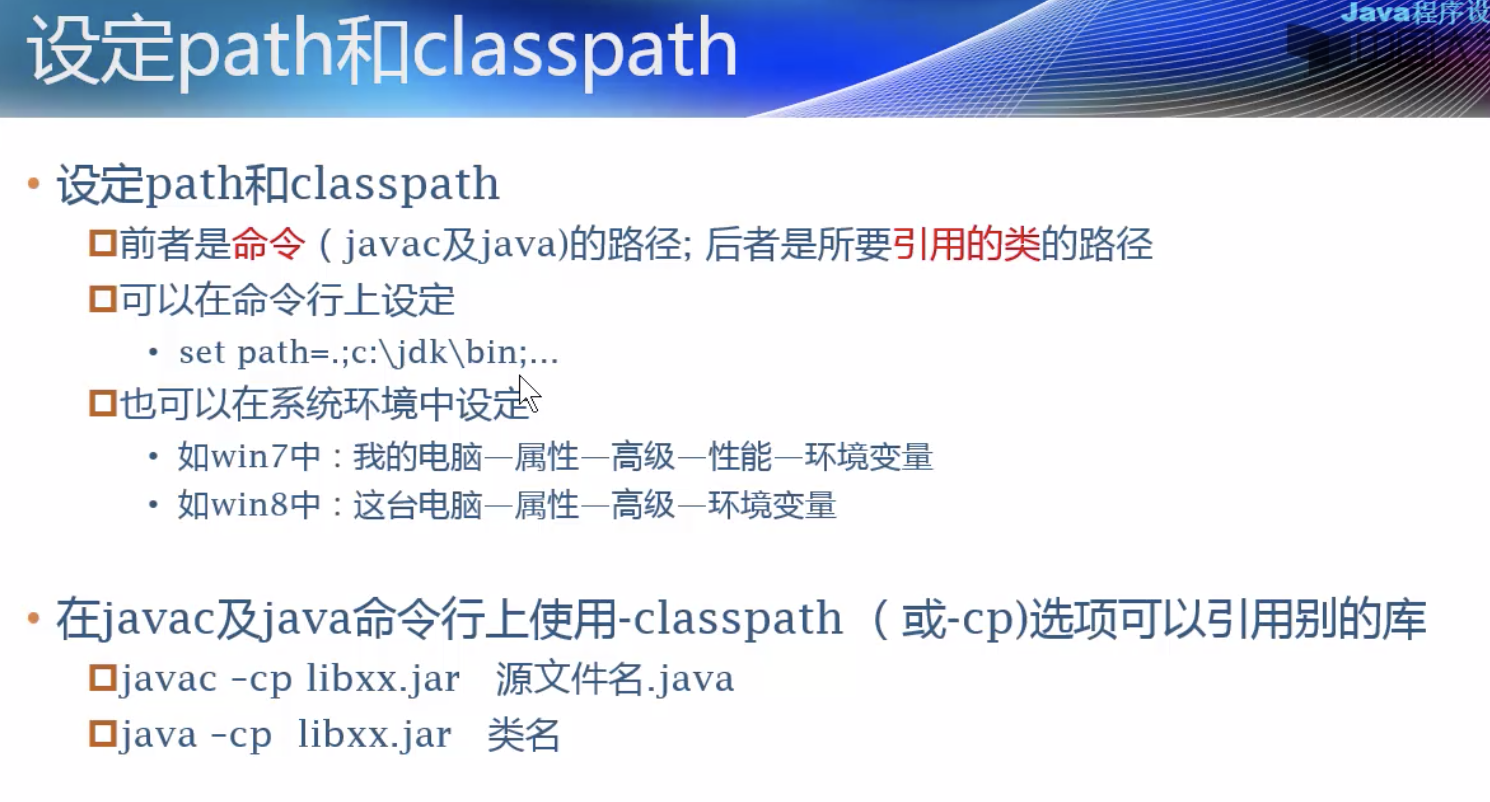 Java程序设
设定path和classpath
• 设定path和classpath
前者是命令（javac及java)的路径; 后者是所要引用的类的路径
可以在命令行上设定
• set path=.;c:\jdk\bin;...
也可以在系统环境中设定
• 如win7中：我的电脑—属性—高级—性能—环境变量
• 如win8中：这台电脑—属性—高级—环境变量
• 在javac及java命令行上使用-classpath（或-cp)选项可以引用别的库
javac –cp libxx.jar 源文件名.java
java –cp libxx.jar 类名